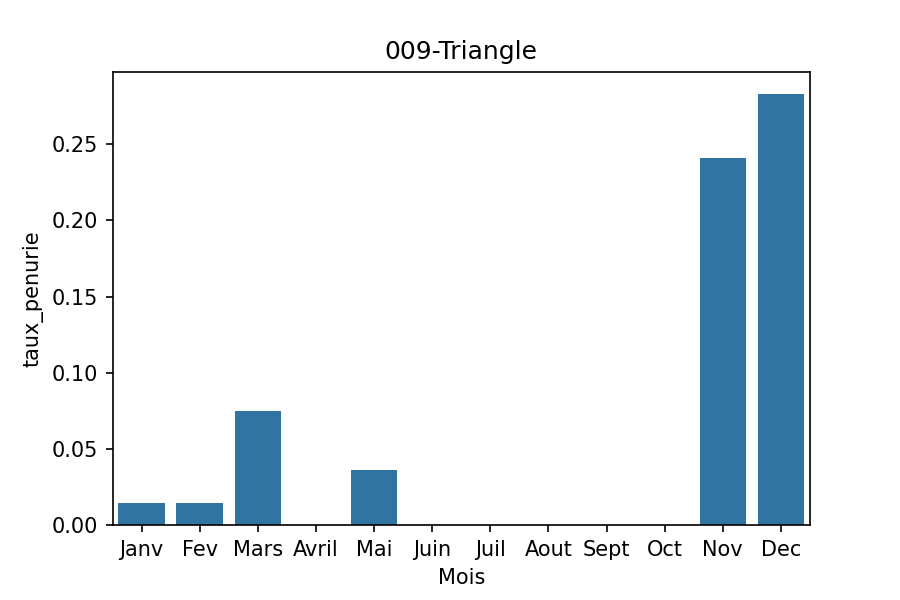 009-Triangle
taux_penurie
0.25
0.20
0.15
0.10
0.05
0.00
Janv Fev Mars Avril Mai Juin Juil Aout Sept Oct Nov Dec
Mois